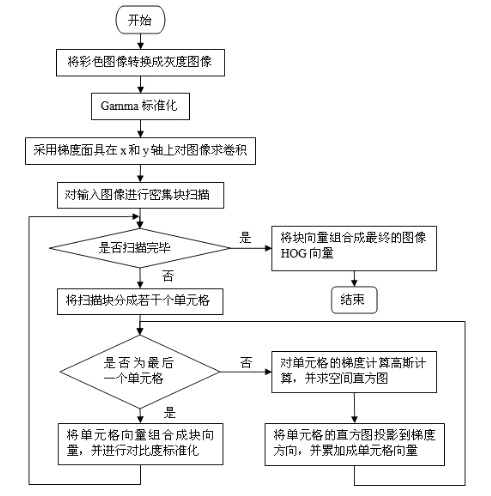 开始
将彩色图像转换成灰度图像
Gamma 标准化
采用梯度面具在 x 和 y 轴上对图像求卷积
对输入图像进行密集块扫描
是否扫描完毕
是
将块向量组合成最终的图像
HOG 向量
结束
否
将扫描块分成若干个单元格
是否为最后
一个单元格
否
对单元格的梯度计算高斯计
算，并求空间直方图
是
将单元格向量组合成块向
量，并进行对比度标准化
将单元格的直方图投影到梯度
方向，并累加成单元格向量